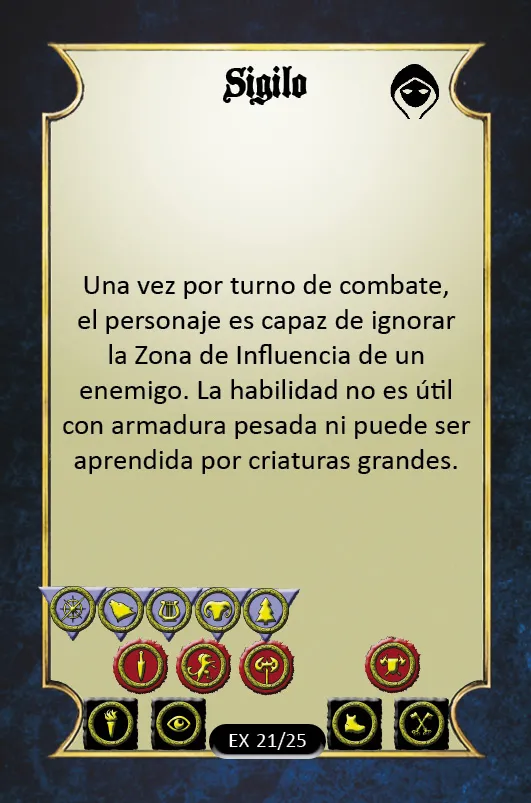 Sigilo
Una vez por turno de combate,
el personaje es capaz de ignorar
la Zona de Influencia de un
enemigo. La habilidad no es útil
con armadura pesada ni puede ser
aprendida por criaturas grandes.
EX 21/25